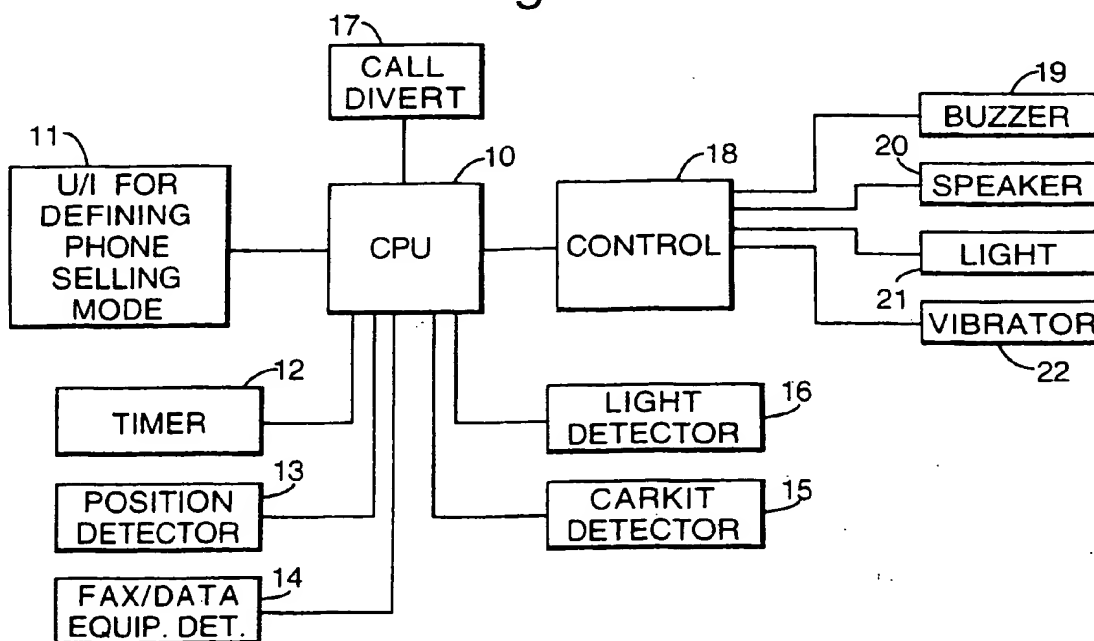 17
CALL
DIVERT
11
U/I FOR
DEFINING
PHONE
SELLING
MODE
10
CPU
18
CONTROL
19
BUZZER
20
SPEAKER
LIGHT
21
VIBRATOR
22
12
TIMER
13
POSITION
DETECTOR
14
FAX/DATA
EQUIP. DET.
LIGHT
DETECTOR
16
CARKIT
DETECTOR
15